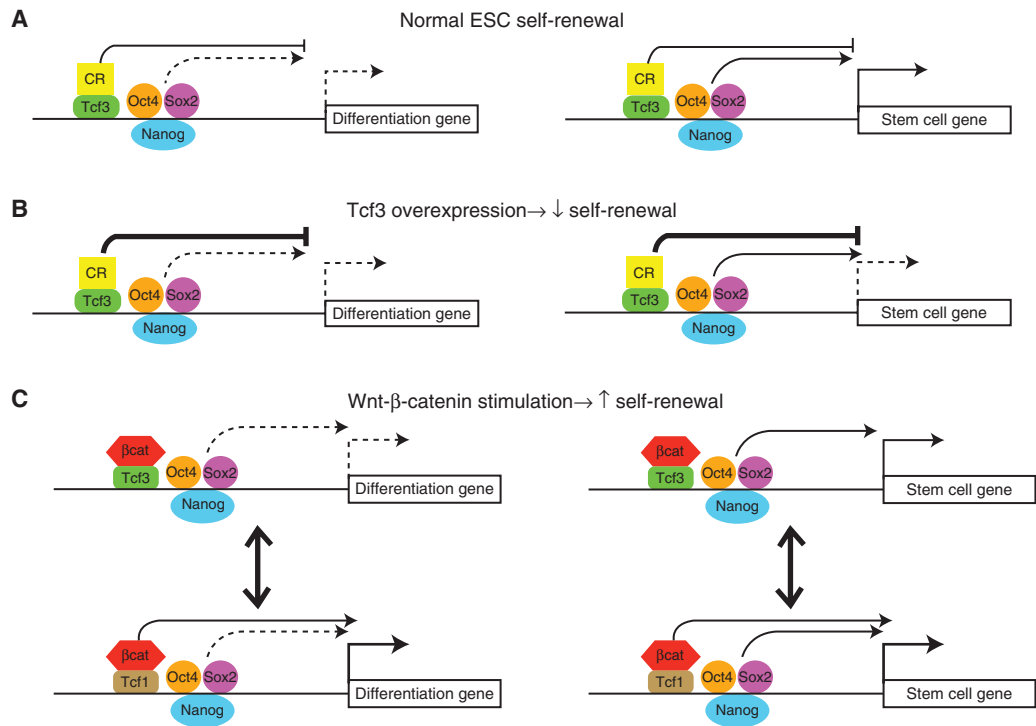 A
Normal ESC self-renewal
CR
Tcf3
Oct4
Sox2
Nanog
Differentiation gene
CR
Tcf3
Oct4
Sox2
Nanog
Stem cell gene
B
Tcf3 overexpression→ ↓ self-renewal
CR
Tcf3
Oct4
Sox2
Nanog
Differentiation gene
CR
Tcf3
Oct4
Sox2
Nanog
Stem cell gene
C
Wnt-β-catenin stimulation→ ↑ self-renewal
βcat
Tcf3
Oct4
Sox2
Nanog
Differentiation gene
βcat
Tcf3
Oct4
Sox2
Nanog
Stem cell gene
βcat
Tcf1
Oct4
Sox2
Nanog
Differentiation gene
βcat
Tcf1
Oct4
Sox2
Nanog
Stem cell gene